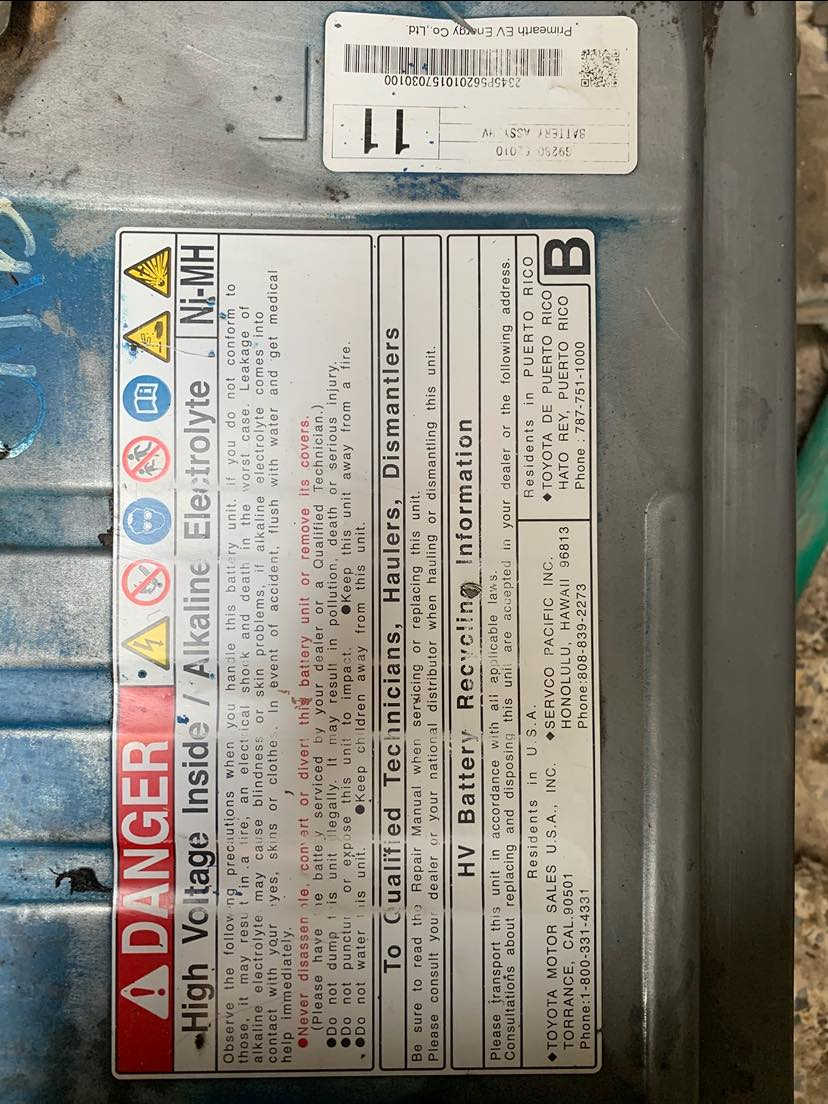 Primearth EV Energy Co.,Ltd.
2345P5620101570301​00
11
BATTERY ASSY HV
DANGER
High Voltage Inside / Alkaline Electrolyte
Ni-MH
Observe the following precautions when you handle this battery unit, if you do not conform to
those, it may result in a fire, an electrical shock and death in the worst case. Leakage of
alkaline electrolyte may cause blindness or skin problems, if alkaline electrolyte comes into
contact with your eyes, skins or clothes. In event of accident, flush with water and get medical
help immediately.
●Never disassemble, convert or divert this battery unit or remove its covers.
(Please have the battery serviced by your dealer or a Qualified Technician.)
●Do not dump this unit illegally. It may result in pollution, death or serious injury.
●Do not puncture or expose this unit to impact. ●Keep this unit away from a fire.
●Do not water this unit. ●Keep children away from this unit.
To Qualified Technicians, Haulers, Dismantlers
Be sure to read the Repair Manual when servicing or replacing this unit.
Please consult your dealer or your national distributor when hauling or dismantling this unit.
HV Battery Recycling Information
Please transport this unit in accordance with all applicable laws.
Consultations about replacing and disposing this unit are accepted in your dealer or the following address.
Residents in U.S.A.
◆TOYOTA MOTOR SALES U.S.A., INC.
TORRANCE, CAL.90501
Phone:1-800-331-4331
◆SERVCO PACIFIC INC.
HONOLULU, HAWAII 96813
Phone:808-839-2273
Residents in PUERTO RICO
◆TOYOTA DE PUERTO RICO
HATO REY, PUERTO RICO
Phone : 787-751-1000
B